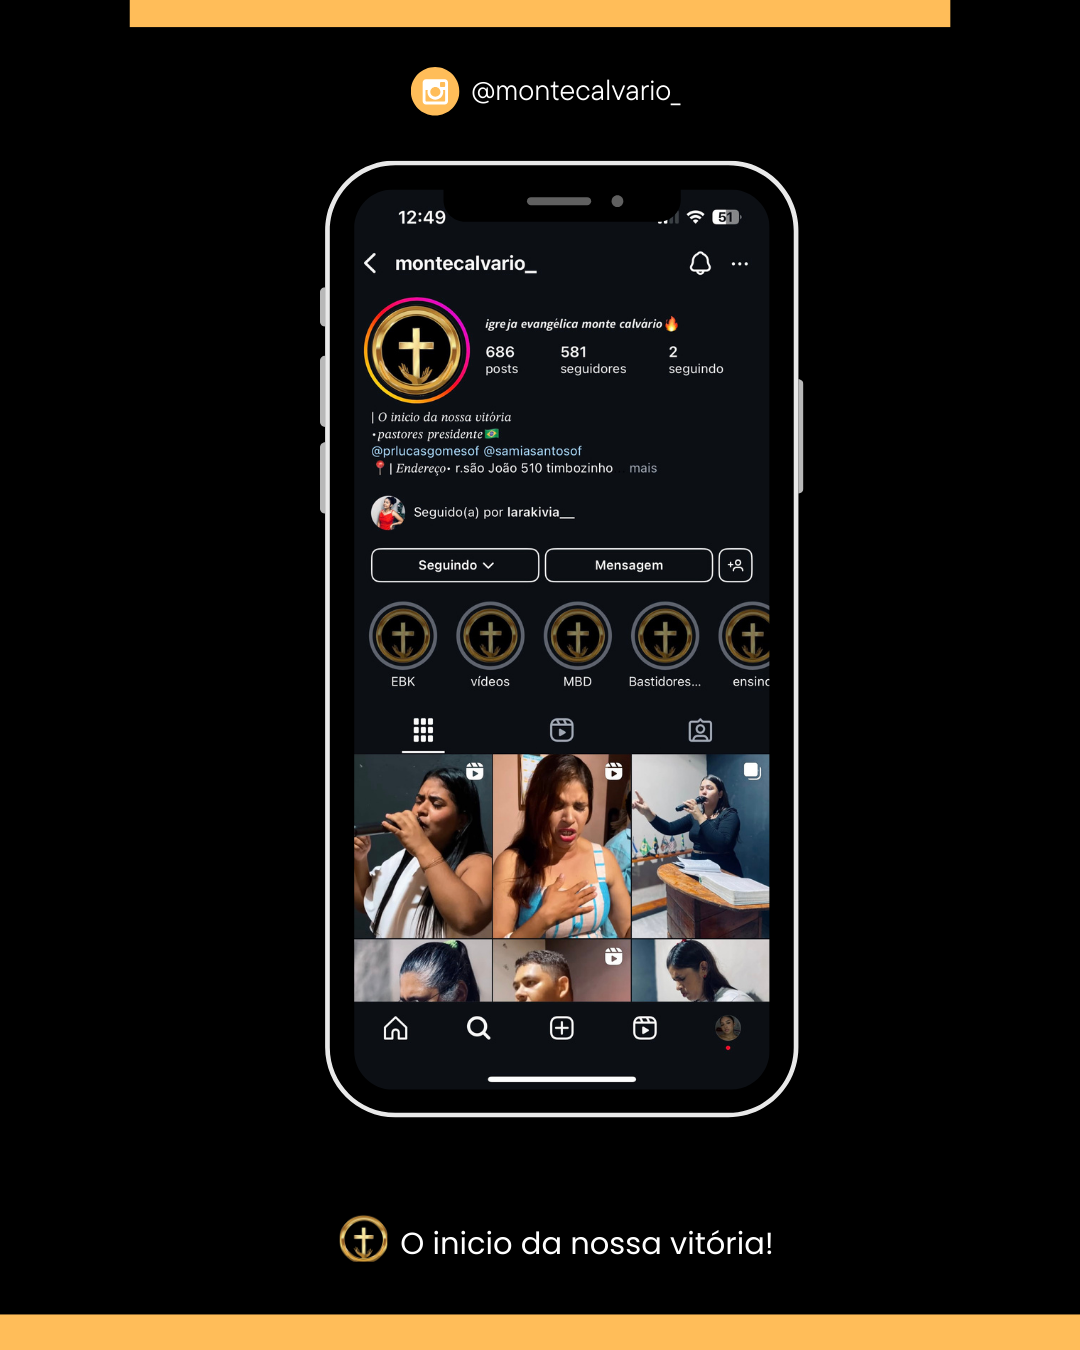 @montecalvario_
12:49
51
montecalvario_
igreja evangélica monte calvário🔥
686 581 2
posts seguidores seguindo
| O inicio da nossa vitória
•pastores presidente🇧🇷
@prlucasgomesof @samiasantosof
📍| Endereço• r.são João 510 timbozinho mais
Seguido(a) por larakivia__
Seguindo Mensagem
EBK vídeos MBD Bastidores... ensino
O inicio da nossa vitória!